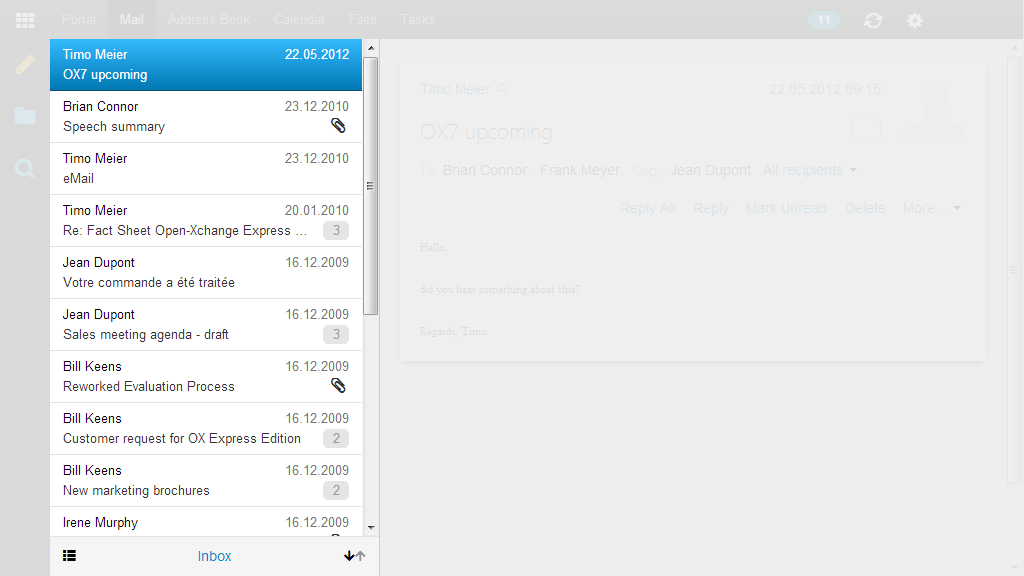 Portal Mail Address Book Calendar Files Tasks 11
Timo Meier 22.05.2012
OX7 upcoming
Brian Connor 23.12.2010
Speech summary
Timo Meier 23.12.2010
eMail
Timo Meier 20.01.2010
Re: Fact Sheet Open-Xchange Express ... 3
Jean Dupont 16.12.2009
Votre commande a été traitée
Jean Dupont 16.12.2009
Sales meeting agenda - draft 3
Bill Keens 16.12.2009
Reworked Evaluation Process
Bill Keens 16.12.2009
Customer request for OX Express Edition 2
Bill Keens 16.12.2009
New marketing brochures 2
Irene Murphy 16.12.2009
Inbox
Timo Meier 22.05.2012 09:15
OX7 upcoming
To Brian Connor · Frank Meyer Copy Jean Dupont All recipients
Reply All Reply Mark Unread Delete More
Hello,
did you hear something about this?
Regards, Timo